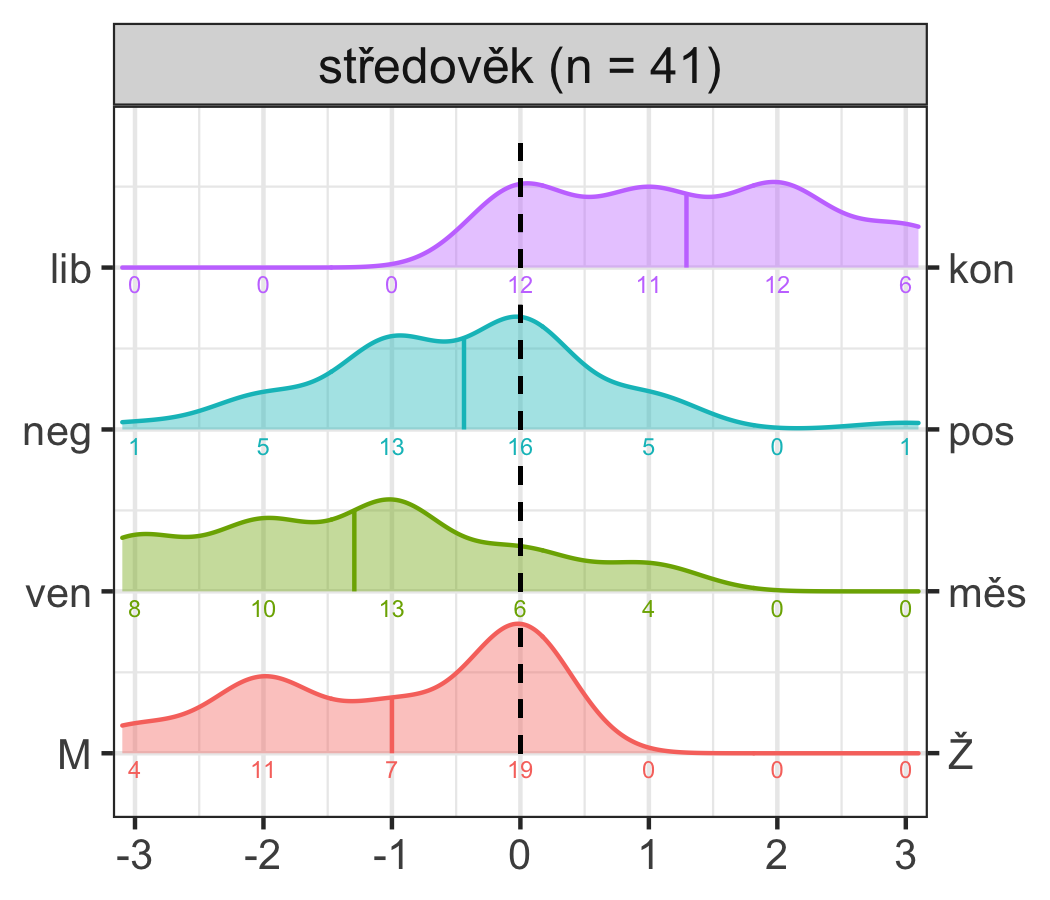 středověk (n = 41)
lib kon
0 0 0 12 11 12 6
neg pos
1 5 13 16 5 0 1
ven měs
8 10 13 6 4 0 0
M Ž
4 11 7 19 0 0 0
-3 -2 -1 0 1 2 3